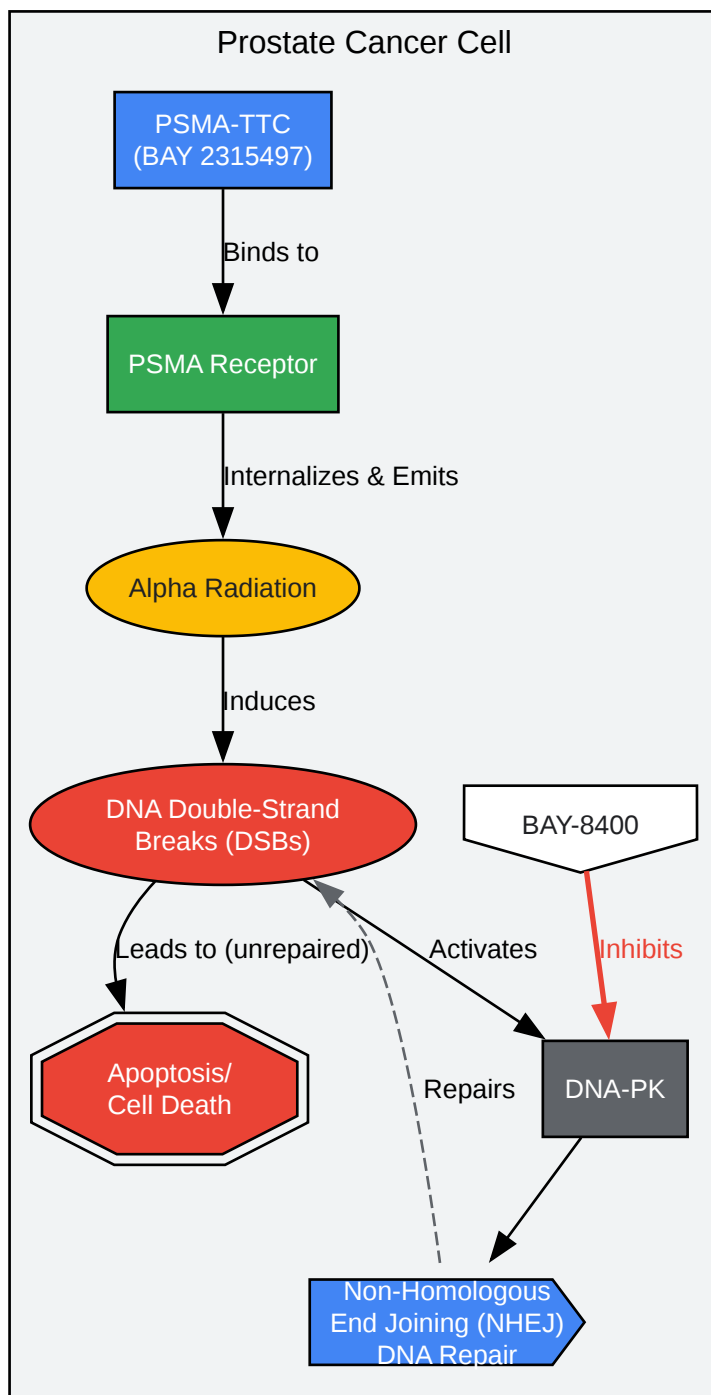 Prostate Cancer Cell
PSMA-TTC
(BAY 2315497)
Binds to
PSMA Receptor
Internalizes & Emits
Alpha Radiation
Induces
DNA Double-Strand
Breaks (DSBs)
BAY-8400
Leads to (unrepaired)
Activates
Inhibits
Apoptosis/
Cell Death
Repairs
DNA-PK
Non-Homologous
End Joining (NHEJ)
DNA Repair